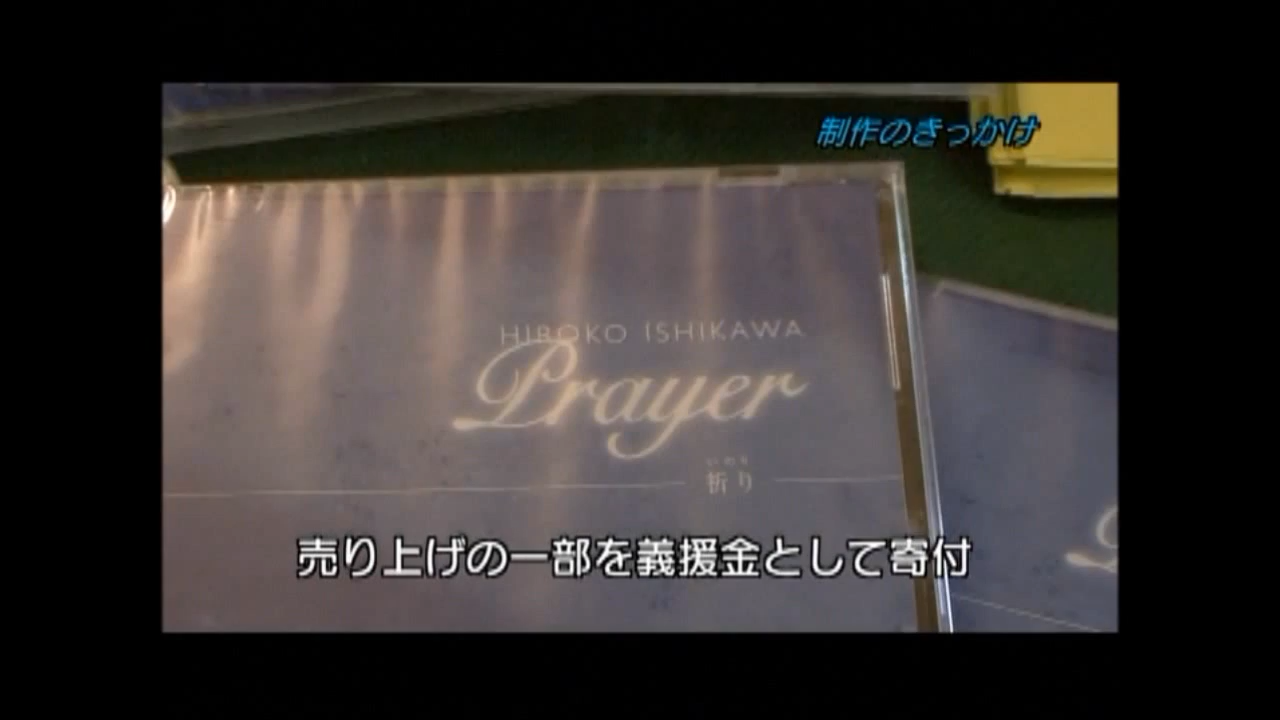 制作のきっかけ
HIROKO ISHIKAWA
Prayer
いのり
祈り
売り上げの一部を義援金として寄付